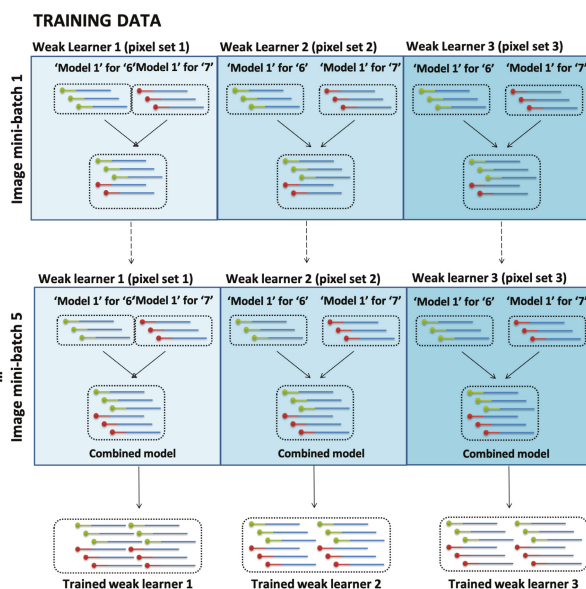 TRAINING DATA
Weak Learner 1 (pixel set 1) Weak Learner 2 (pixel set 2) Weak Learner 3 (pixel set 3)
Image mini-batch 1
‘Model 1’ for ‘6’ ‘Model 1’ for ‘7’ ‘Model 1’ for ‘6’ ‘Model 1’ for ‘7’ ‘Model 1’ for ‘6’ ‘Model 1’ for ‘7’
...
Weak learner 1 (pixel set 1) Weak learner 2 (pixel set 2) Weak learner 3 (pixel set 3)
Image mini-batch 5
‘Model 1’ for ‘6’ ‘Model 1’ for ‘7’ ‘Model 1’ for ‘6’ ‘Model 1’ for ‘7’ ‘Model 1’ for ‘6’ ‘Model 1’ for ‘7’
Combined model Combined model Combined model
Trained weak learner 1 Trained weak learner 2 Trained weak learner 3